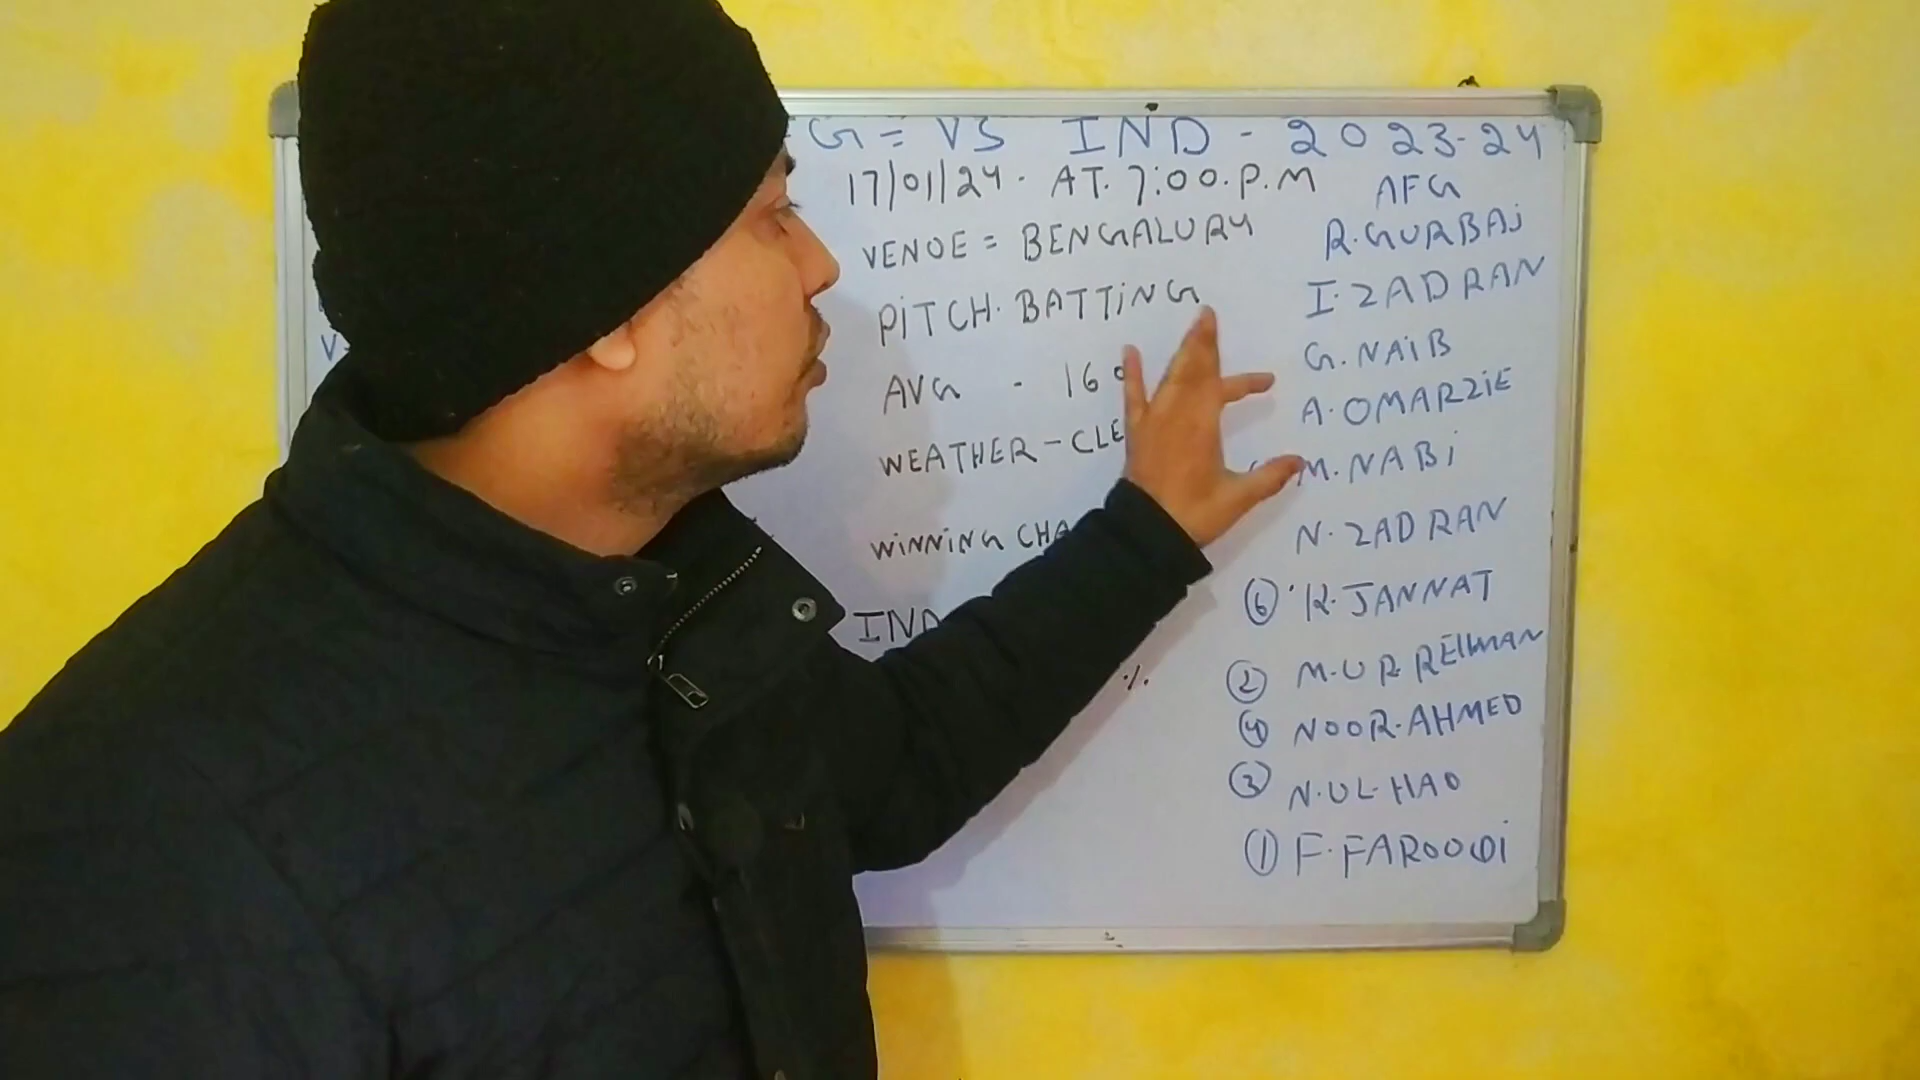 G = VS IND - 2023-24
17/01/24. AT. 7:00.P.M
VENOE = BENGALURY
PITCH. BATTING
AVG - 160
WEATHER - CLE
WINNING CHA
IND
%.
V
AFG
R. GURBAJ
I. ZADRAN
G. NAIB
A. OMARZIE
M. NABI
N. ZADRAN
⑥ K. JANNAT
② M. U R REHMAN
④ NOOR. AHMED
③ N. UL. HAQ
① F. FAROOQI